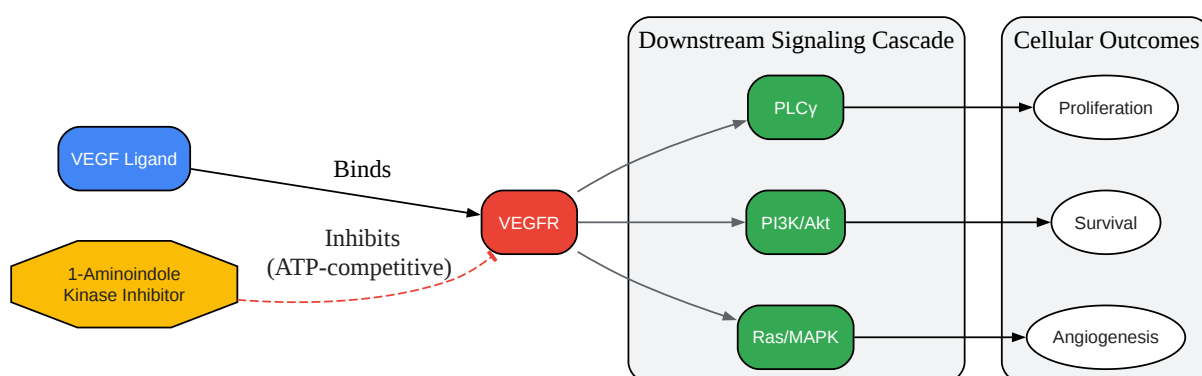 Downstream Signaling Cascade
Cellular Outcomes
PLCγ
Proliferation
VEGF Ligand
Binds
VEGFR
PI3K/Akt
Survival
Inhibits
(ATP-competitive)
1-Aminoindole
Kinase Inhibitor
Ras/MAPK
Angiogenesis